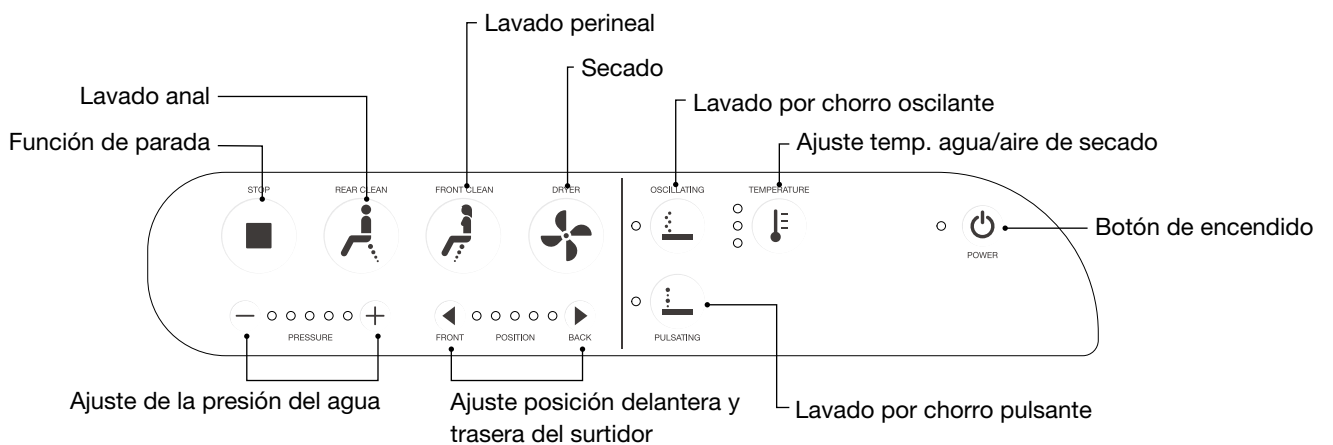 Lavado perineal
Secado
Lavado anal
Lavado por chorro oscilante
Función de parada
Ajuste temp. agua/aire de secado
STOP
REAR CLEAN
FRONT CLEAN
DRYER
OSCILLATING
TEMPERATURE
Botón de encendido
POWER
PRESSURE
FRONT
POSITION
BACK
PULSATING
Ajuste de la presión del agua
Ajuste posición delantera y
trasera del surtidor
Lavado por chorro pulsante